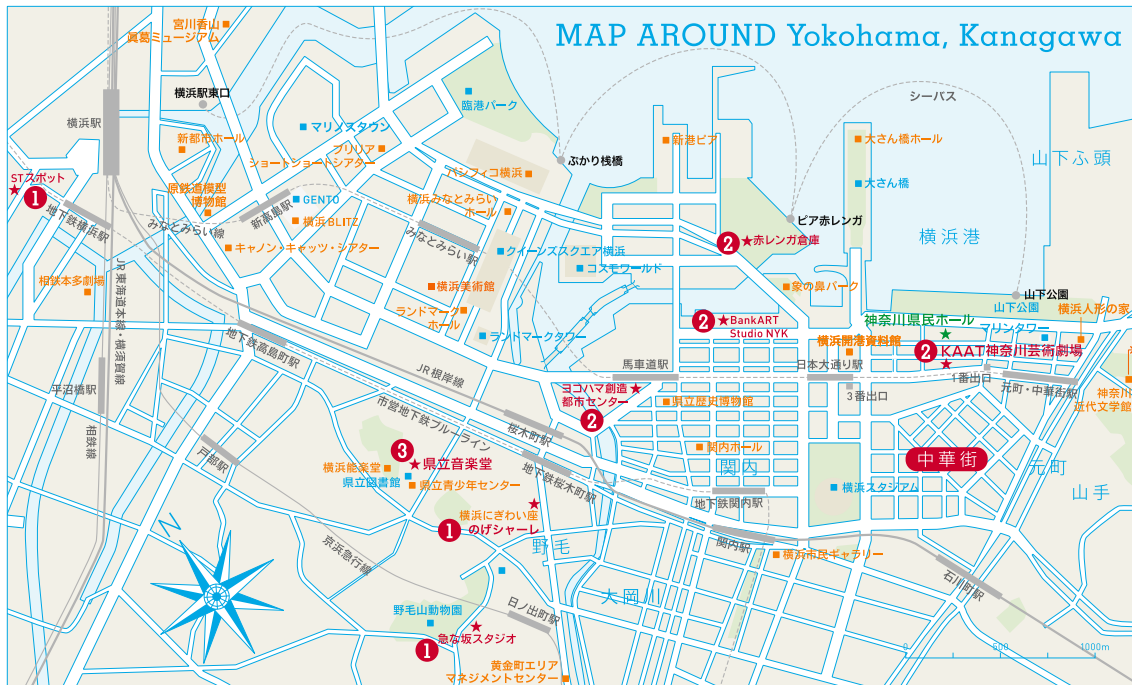 MAP AROUND Yokohama, Kanagawa
宮川香山
眞葛ミュージアム
横浜駅東口
横浜駅
新都市ホール
マリノスタウン
ブリリア
ショートショートシアター
臨港パーク
ぷかり桟橋
シーバス
新港ピア
大さん橋ホール
山下ふ頭
STスポット
1
地下鉄横浜駅
原鉄道模型
博物館
みなとみらい線
新高島駅
GENTO
横浜BLITZ
パシフィコ横浜
横浜みなとみらい
ホール
みなとみらい駅
大さん橋
ピア赤レンガ
横浜港
キャノン・キャッツ・シアター
クイーンズスクエア横浜
コスモワールド
2
赤レンガ倉庫
相鉄本多劇場
JR東海道本線・横須賀線
横浜美術館
ランドマーク
ホール
ランドマークタワー
象の鼻パーク
山下公園
山下公園
横浜人形の家
2
BankART
Studio NYK
神奈川県民ホール
マリンタワー
横浜開港資料館
2
KAAT神奈川芸術劇場
地下鉄高島町駅
JR根岸線
馬車道駅
日本大通り駅
1番出口
元町・中華街駅
3番出口
神奈川
近代文学館
平沼橋駅
相鉄線
市営地下鉄ブルーライン
ヨコハマ創造
都市センター
2
県立歴史博物館
桜木町駅
戸部駅
3
県立音楽堂
横浜能楽堂
県立図書館
県立青少年センター
地下鉄桜木町駅
関内ホール
関内
中華街
元町
山手
横浜スタジアム
地下鉄関内駅
横浜にぎわい座
のげシャーレ
1
野毛
関内駅
横浜市民ギャラリー
石川町駅
N
京浜急行線
大岡川
野毛山動物園
日ノ出町駅
急な坂スタジオ
1
黄金町エリア
マネジメントセンター
0
500
1000m